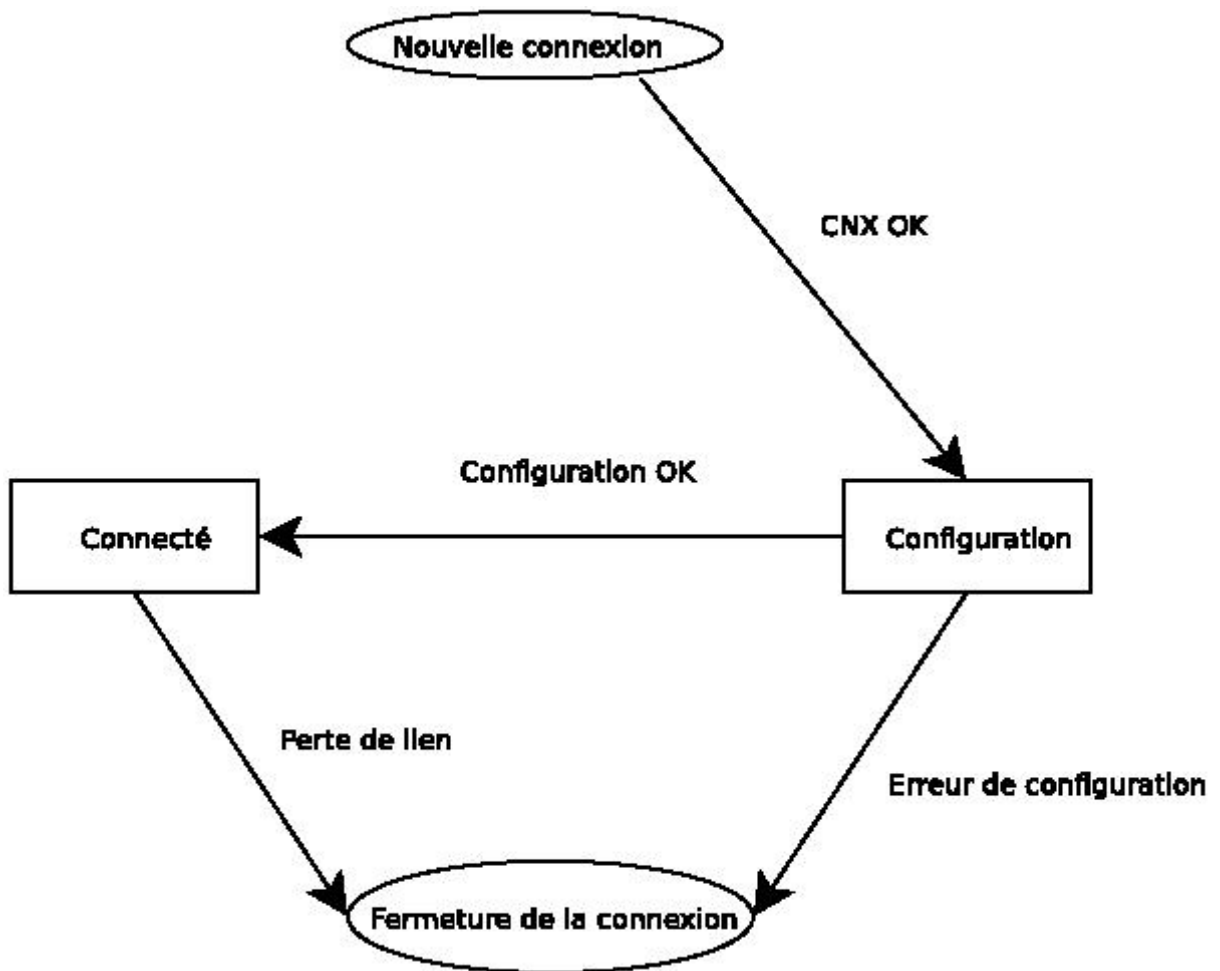 Nouvelle connexion
CNX OK
Configuration OK
Connecté
Configuration
Perte de lien
Erreur de configuration
Fermeture de la connexion